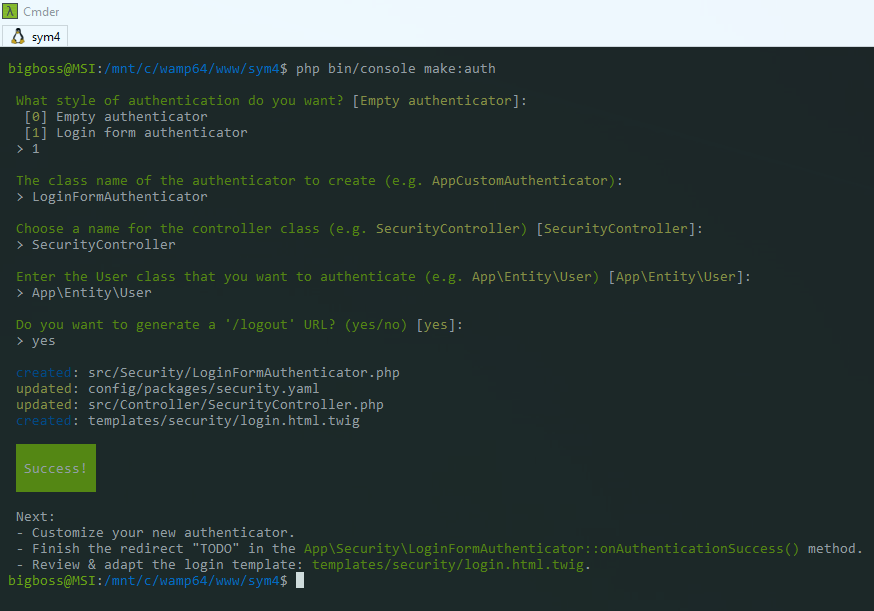 λ Cmder
sym4
bigboss@MSI:/mnt/c/wamp64/www/sym4$ php bin/console make:auth
What style of authentication do you want? [Empty authenticator]:
[0] Empty authenticator
[1] Login form authenticator
> 1
The class name of the authenticator to create (e.g. AppCustomAuthenticator):
> LoginFormAuthenticator
Choose a name for the controller class (e.g. SecurityController) [SecurityController]:
> SecurityController
Enter the User class that you want to authenticate (e.g. App\Entity\User) [App\Entity\User]:
> App\Entity\User
Do you want to generate a '/logout' URL? (yes/no) [yes]:
> yes
created: src/Security/LoginFormAuthenticator.php
updated: config/packages/security.yaml
updated: src/Controller/SecurityController.php
created: templates/security/login.html.twig
Success!
Next:
- Customize your new authenticator.
- Finish the redirect "TODO" in the App\Security\LoginFormAuthenticator::onAuthenticationSuccess() method.
- Review & adapt the login template: templates/security/login.html.twig.
bigboss@MSI:/mnt/c/wamp64/www/sym4$